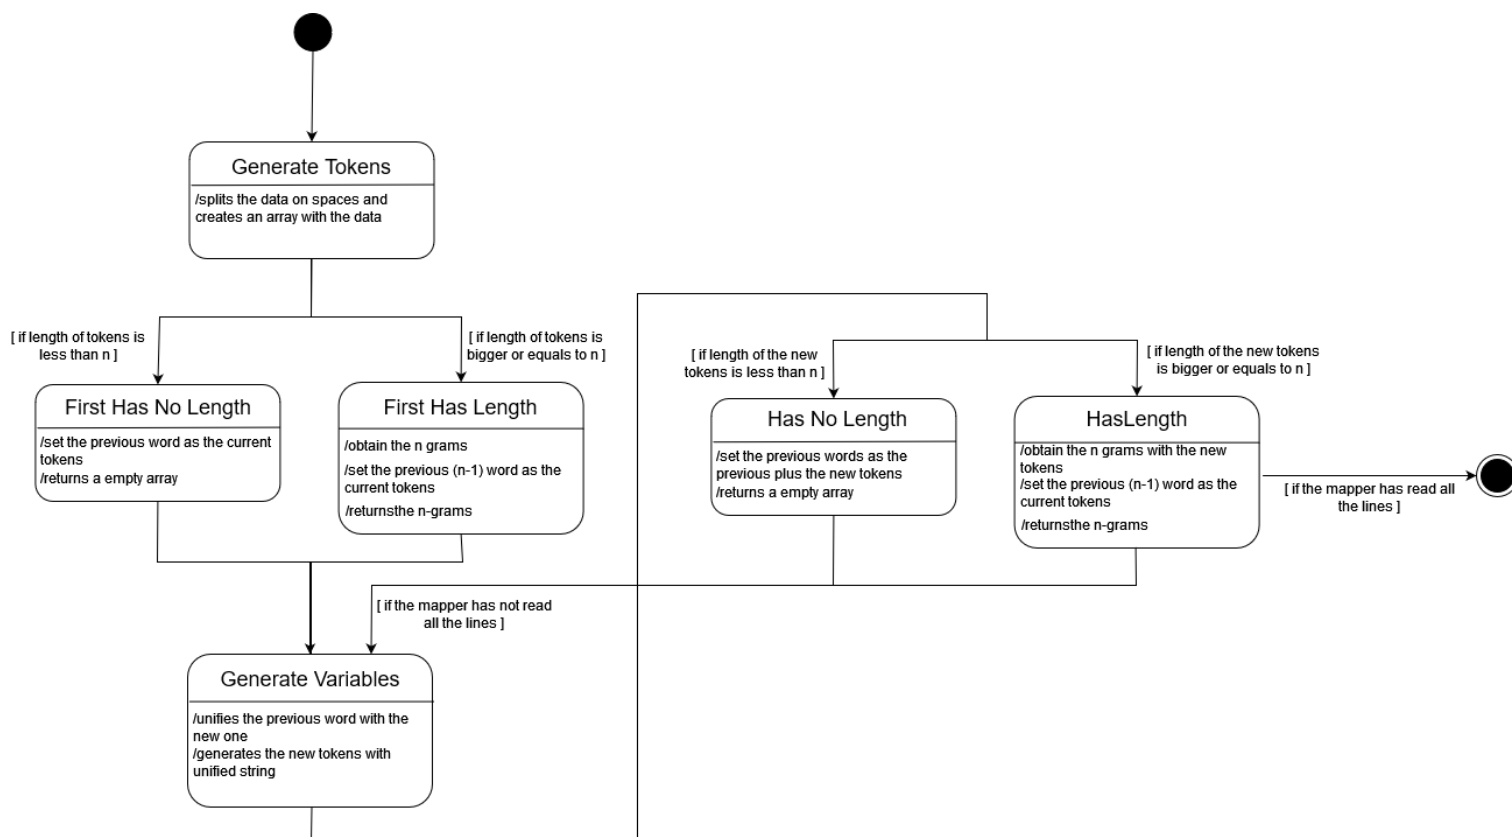 Generate Tokens
/splits the data on spaces and
creates an array with the data
[ if length of tokens is
less than n ]
[ if length of tokens is
bigger or equals to n ]
First Has No Length
/set the previous word as the current
tokens
/returns a empty array
First Has Length
/obtain the n grams
/set the previous (n-1) word as the
current tokens
/returnsthe n-grams
[ if length of the new
tokens is less than n ]
[ if length of the new tokens
is bigger or equals to n ]
Has No Length
/set the previous words as the
previous plus the new tokens
/returns a empty array
HasLength
/obtain the n grams with the new
tokens
/set the previous (n-1) word as the
current tokens
/returnsthe n-grams
[ if the mapper has read all
the lines ]
[ if the mapper has not read
all the lines ]
Generate Variables
/unifies the previous word with the
new one
/generates the new tokens with
unified string